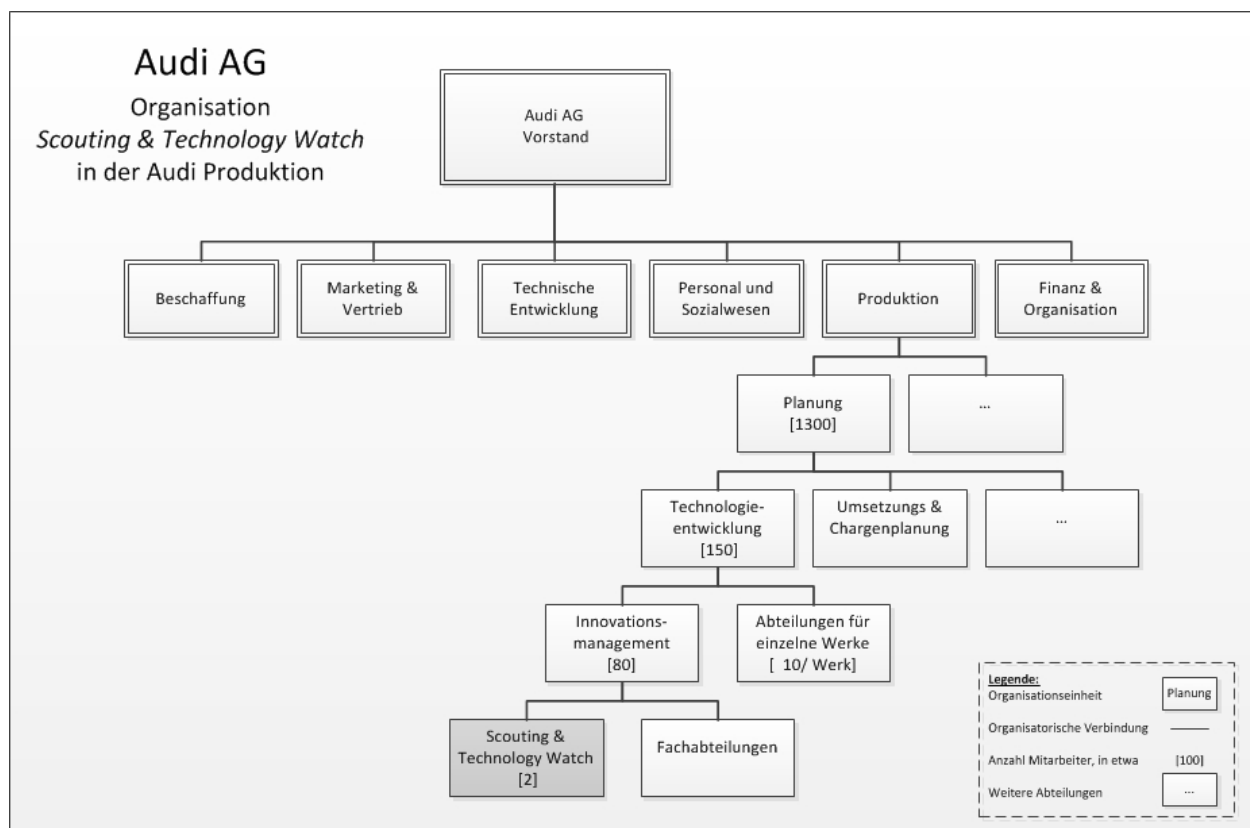 Audi AG
Organisation
Scouting & Technology Watch
in der Audi Produktion
Audi AG
Vorstand
Beschaffung
Marketing &
Vertrieb
Technische
Entwicklung
Personal und
Sozialwesen
Produktion
Finanz &
Organisation
Planung
[1300]
...
Technologie-
entwicklung
[150]
Umsetzungs &
Chargenplanung
...
Innovations-
management
[80]
Abteilungen für
einzelne Werke
[ 10/ Werk]
Scouting &
Technology Watch
[2]
Fachabteilungen
Legende:
Organisationseinheit
Planung
Organisatorische Verbindung
Anzahl Mitarbeiter, in etwa
[100]
Weitere Abteilungen
...